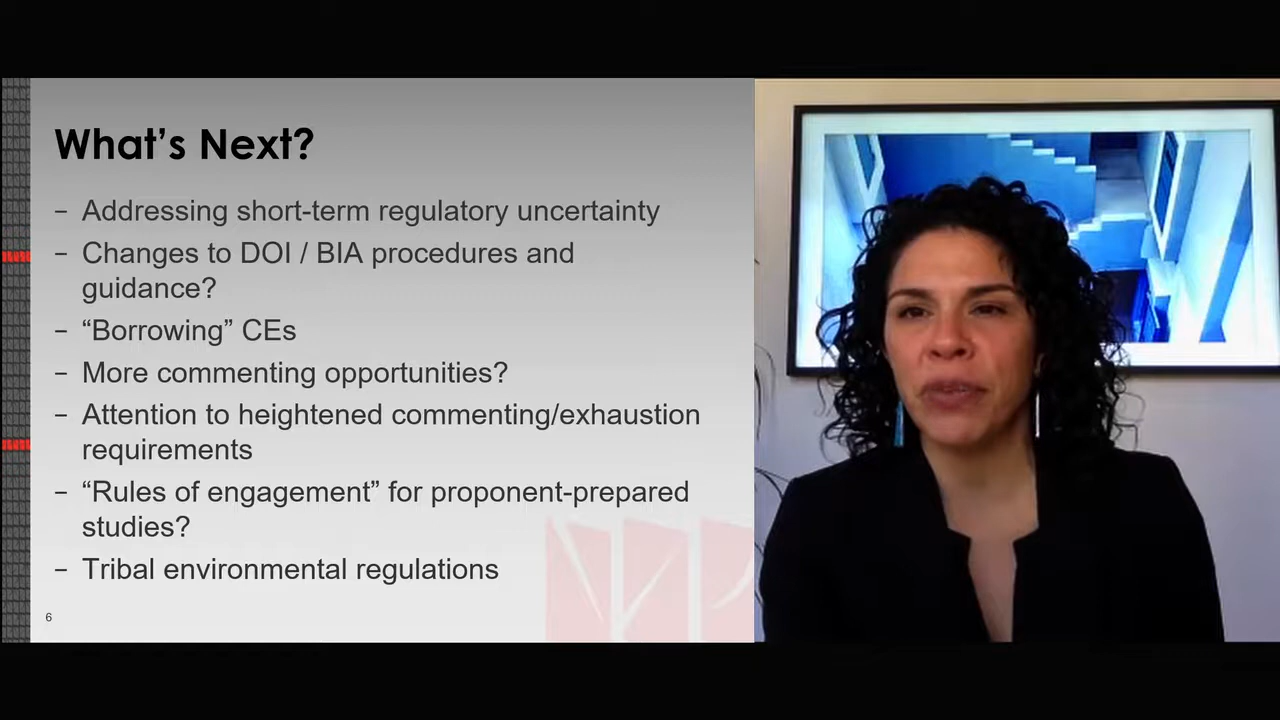 What’s Next?
– Addressing short-term regulatory uncertainty
– Changes to DOI / BIA procedures and
guidance?
– “Borrowing” CEs
– More commenting opportunities?
– Attention to heightened commenting/exhaustion
requirements
– “Rules of engagement” for proponent-prepared
studies?
– Tribal environmental regulations
6